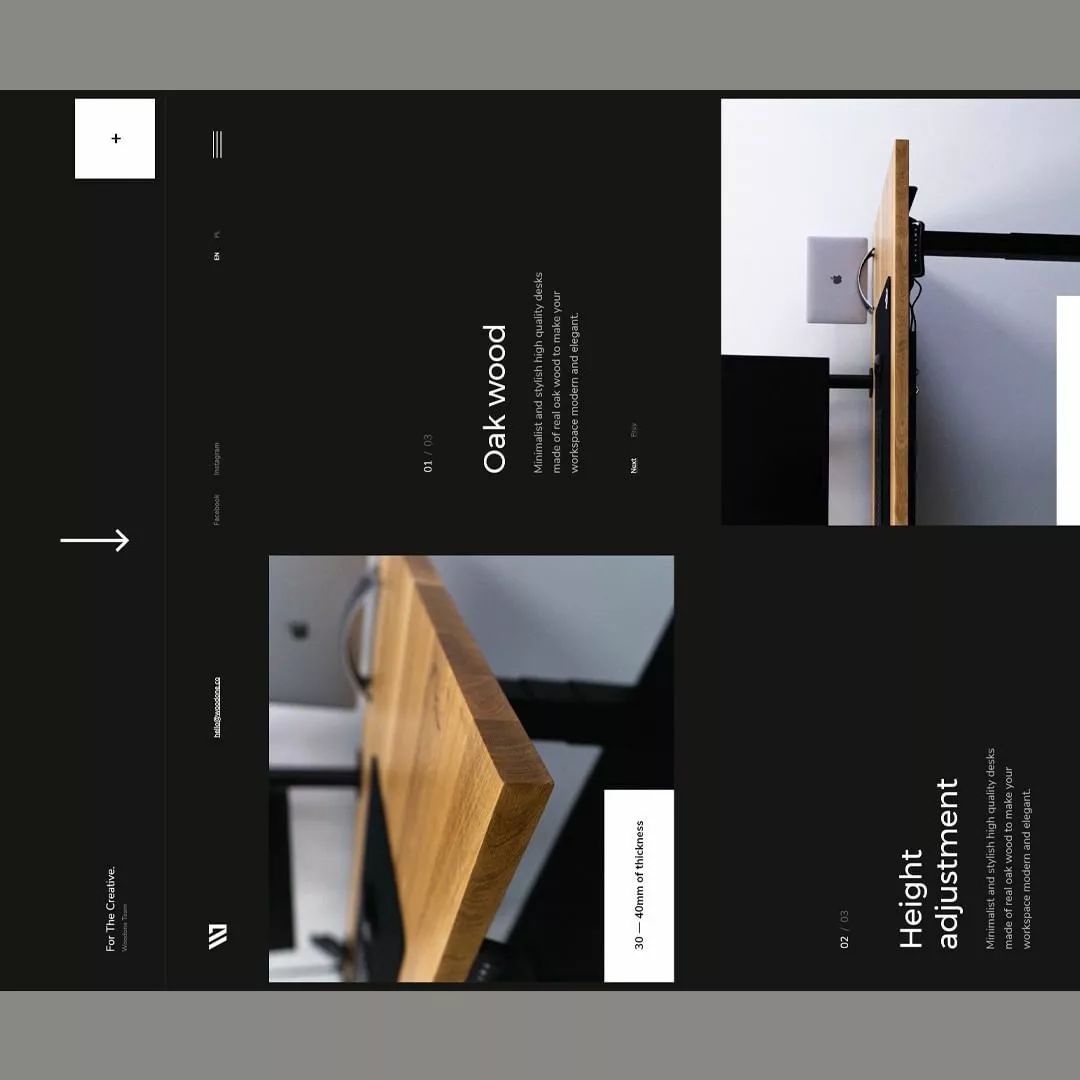 For The Creative.
Woodone Team
+
hello@woodone.co
Facebook
Instagram
EN
PL
01 / 03
Oak wood
Minimalist and stylish high quality desks
made of real oak wood to make your
workspace modern and elegant.
Next
Prev
30 — 40mm of thickness
02 / 03
Height
adjustment
Minimalist and stylish high quality desks
made of real oak wood to make your
workspace modern and elegant.